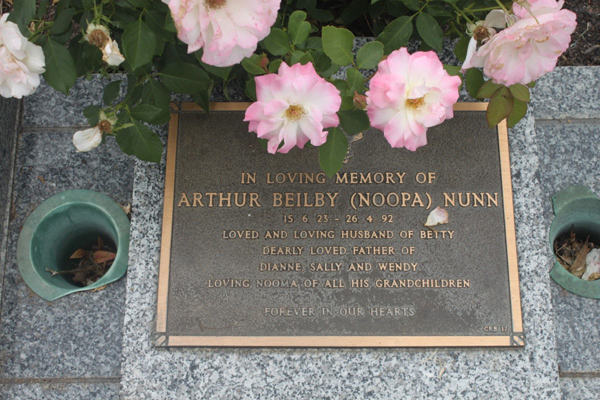 IN LOVING MEMORY OF
ARTHUR BEILBY (NOOPA) NUNN
15. 6. 23 - 26. 4. 92
LOVED AND LOVING HUSBAND OF BETTY
DEARLY LOVED FATHER OF
DIANNE, SALLY AND WENDY
LOVING NOOMA OF ALL HIS GRANDCHILDREN
FOREVER IN OUR HEARTS